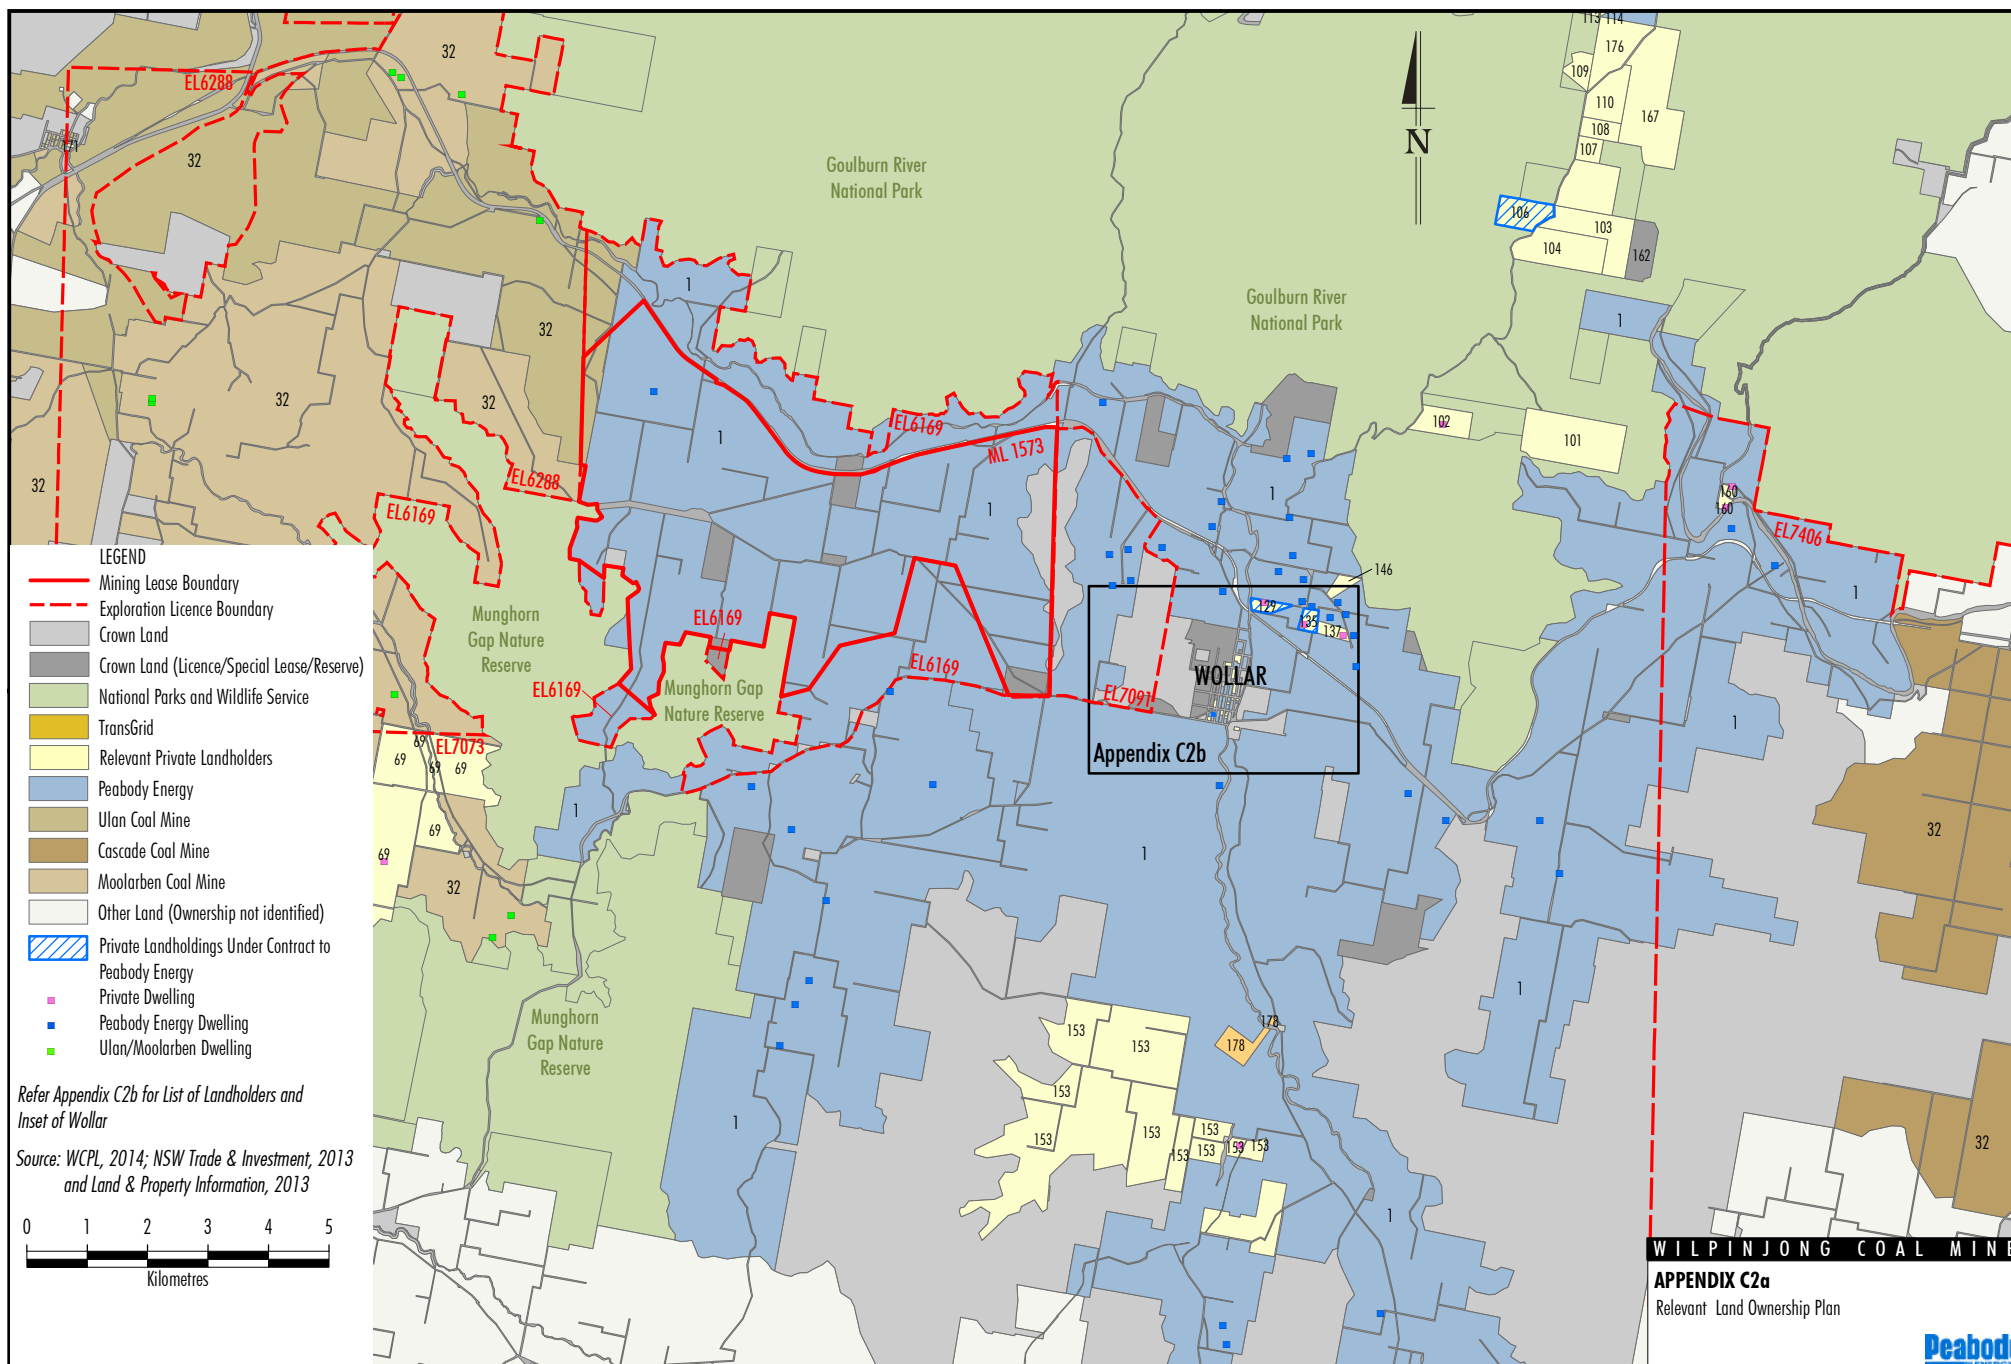 113 114
32
176
EL6288
109
110
167
108
107
171
32
N
Goulburn River
National Park
106
103
104
162
1
Goulburn River
National Park
1
32
32
32
1
102
101
EL6169
ML 1573
EL6288
32
EL6169
1
1
160
160
EL7406
146
1
129
135
137
Munghorn
Gap Nature
Reserve
EL6169
EL6169
EL6169
WOLLAR
Munghorn Gap
Nature Reserve
EL7091
1
EL7073
69
69
69
69
Appendix C2b
1
69
69
32
1
32
1
Munghorn
Gap Nature
Reserve
153
153
178
178
153
153
153
153
153
153
153
153
1
32
1
LEGEND
Mining Lease Boundary
Exploration Licence Boundary
Crown Land
Crown Land (Licence/Special Lease/Reserve)
National Parks and Wildlife Service
TransGrid
Relevant Private Landholders
Peabody Energy
Ulan Coal Mine
Cascade Coal Mine
Moolarben Coal Mine
Other Land (Ownership not identified)
Private Landholdings Under Contract to
Peabody Energy
Private Dwelling
Peabody Energy Dwelling
Ulan/Moolarben Dwelling
Refer Appendix C2b for List of Landholders and
Inset of Wollar
Source: WCPL, 2014; NSW Trade & Investment, 2013
and Land & Property Information, 2013
0 1 2 3 4 5
Kilometres
WILPINJONG COAL MINE
APPENDIX C2a
Relevant Land Ownership Plan
Peabod